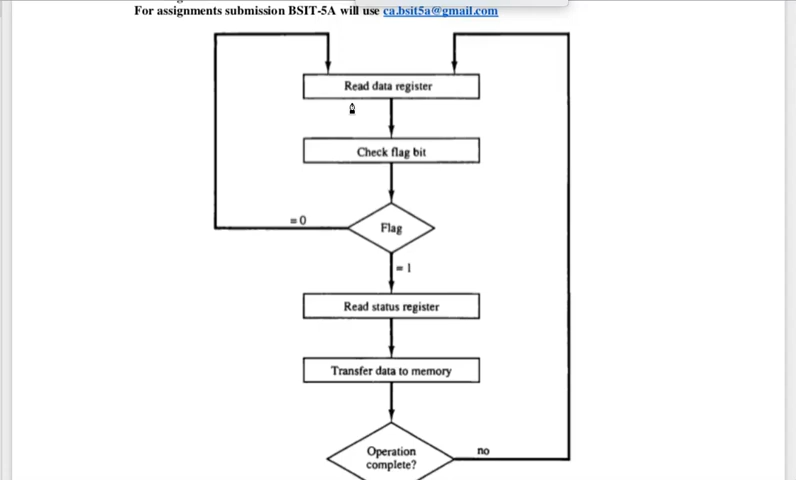 For assignments submission BSIT-5A will use ca.bsit5a@gmail.com
Read data register
Check flag bit
= 0
Flag
= 1
Read status register
Transfer data to memory
Operation
complete?
no